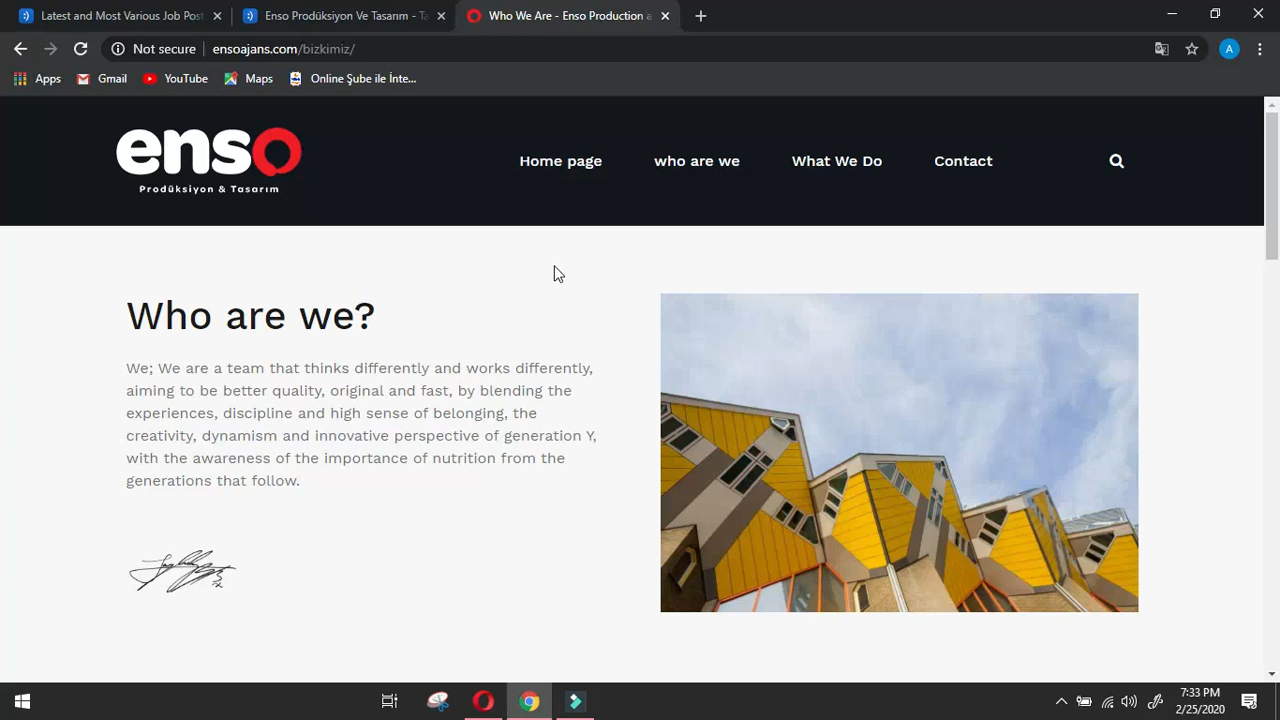 Latest and Most Various Job Post
Enso Prodüksiyon Ve Tasarım - Ta
Who We Are - Enso Production a
Not secure
ensoajans.com/bizkimiz/
A
Apps
Gmail
YouTube
Maps
Online Şube ile İnte...
enso
Prodüksiyon & Tasarım
Home page
who are we
What We Do
Contact
Who are we?
We; We are a team that thinks differently and works differently,
aiming to be better quality, original and fast, by blending the
experiences, discipline and high sense of belonging, the
creativity, dynamism and innovative perspective of generation Y,
with the awareness of the importance of nutrition from the
generations that follow.
7:33 PM
2/25/2020